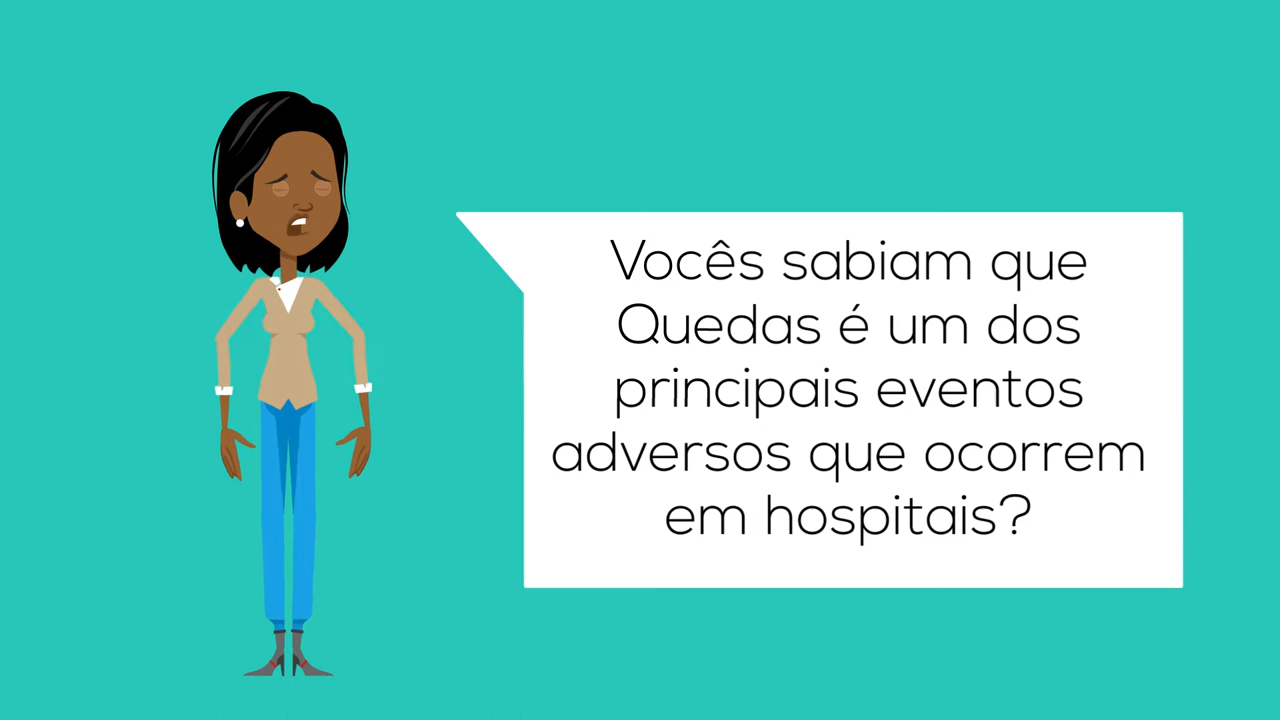 Vocês sabiam que
Quedas é um dos
principais eventos
adversos que ocorrem
em hospitais?